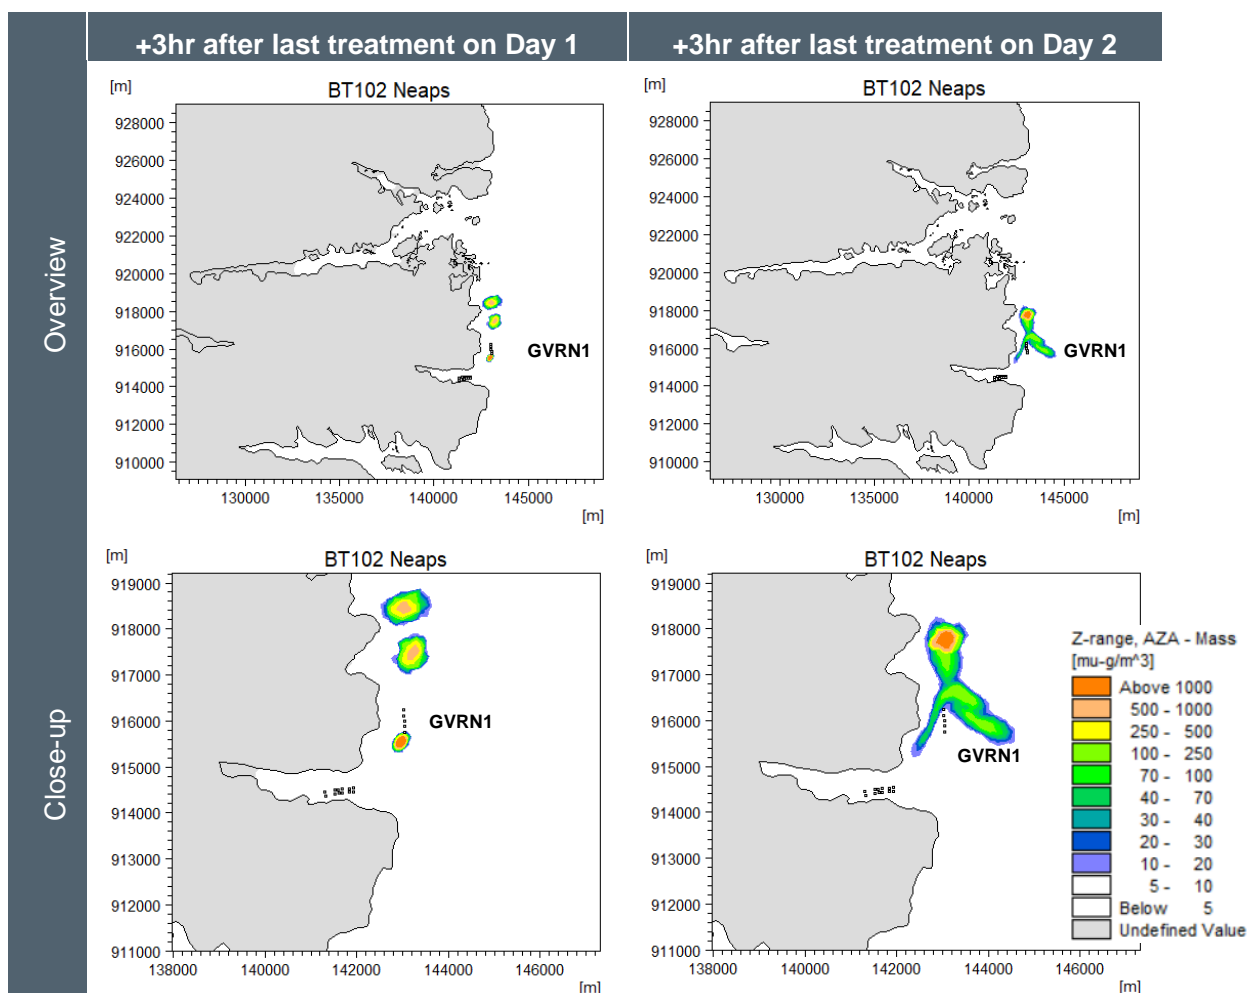 +3hr after last treatment on Day 1
+3hr after last treatment on Day 2
Overview
[m]
BT102 Neaps
928000
926000
924000
922000
920000
918000
916000
914000
912000
910000
GVRN1
130000 135000 140000 145000
[m]
[m]
BT102 Neaps
928000
926000
924000
922000
920000
918000
916000
914000
912000
910000
GVRN1
130000 135000 140000 145000
[m]
Close-up
[m]
BT102 Neaps
919000
918000
917000
916000
915000
914000
913000
912000
911000
GVRN1
138000 140000 142000 144000 146000
[m]
[m]
BT102 Neaps
919000
918000
917000
916000
915000
914000
913000
912000
911000
GVRN1
138000 140000 142000 144000 146000
[m]
Z-range, AZA - Mass
[mu-g/m^3]
Above 1000
500 - 1000
250 - 500
100 - 250
70 - 100
40 - 70
30 - 40
20 - 30
10 - 20
5 - 10
Below 5
Undefined Value